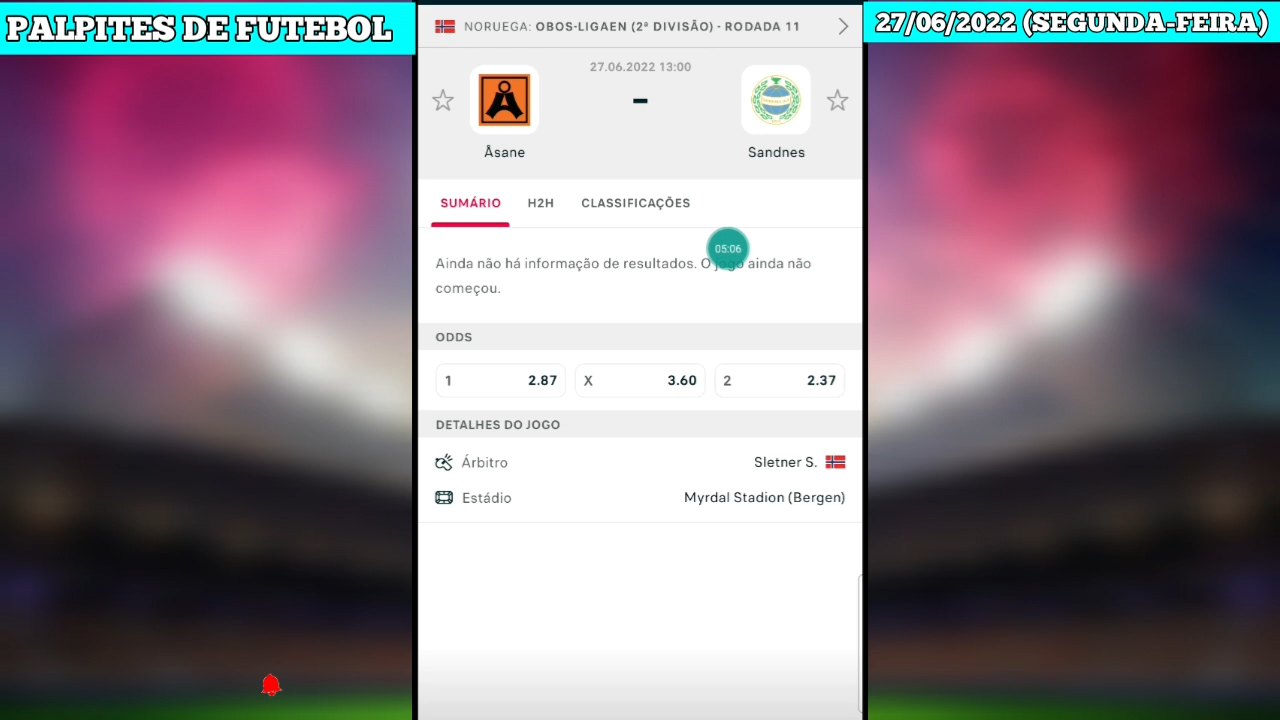 PALPITES DE FUTEBOL
27/06/2022 (SEGUNDA-FEIRA)
NORUEGA: OBOS-LIGAEN (2ª DIVISÃO) - RODADA 11
27.06.2022 13:00
-
Åsane
Sandnes
SUMÁRIO H2H CLASSIFICAÇÕES
05:06
Ainda não há informação de resultados. O jogo ainda não
começou.
ODDS
1 2.87 X 3.60 2 2.37
DETALHES DO JOGO
Árbitro Sletner S.
Estádio Myrdal Stadion (Bergen)